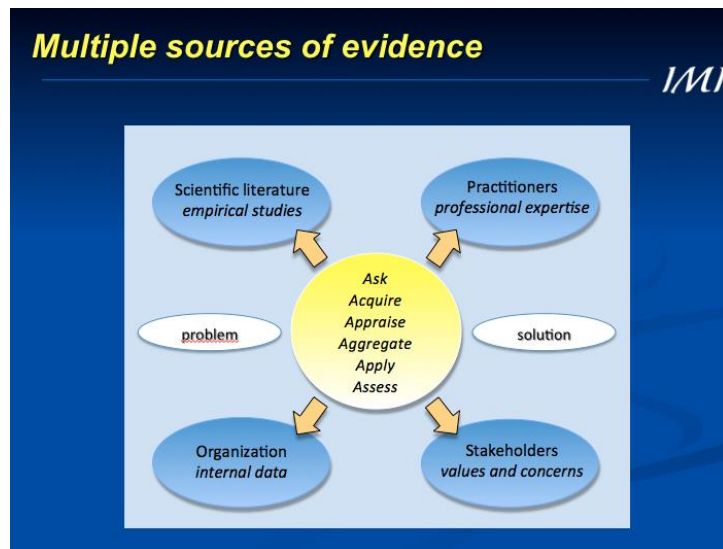 Multiple sources of evidence
Scientific literature
empirical studies
Practitioners
professional expertise
Ask
Acquire
Appraise
Aggregate
Apply
Assess
problem
solution
Organization
internal data
Stakeholders
values and concerns